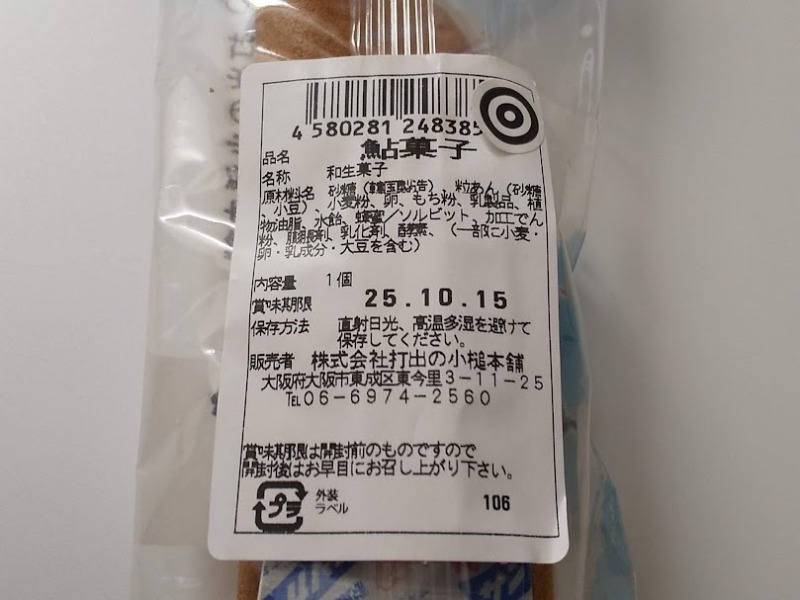 4 580281 248385
品名 鮎菓子
名称 和生菓子
原材料名 砂糖(韓国製造)、粒あん(砂糖
、小豆)、小麦粉、卵、もち粉、乳製品、植
物油脂、水飴、蜂蜜/ソルビット、加工でん
粉、膨脹剤、乳化剤、酵素、(一部に小麦・
卵・乳成分・大豆を含む)
内容量 1個
賞味期限 25.10.15
保存方法 直射日光、高温多湿を避けて
保存してください。
販売者 株式会社打出の小槌本舗
大阪府大阪市東成区東今里3-11-25
TEL06-6974-2560
賞味期限は開封前のものですので
開封後はお早目にお召し上がり下さい。
プラ 外装
ラベル
106